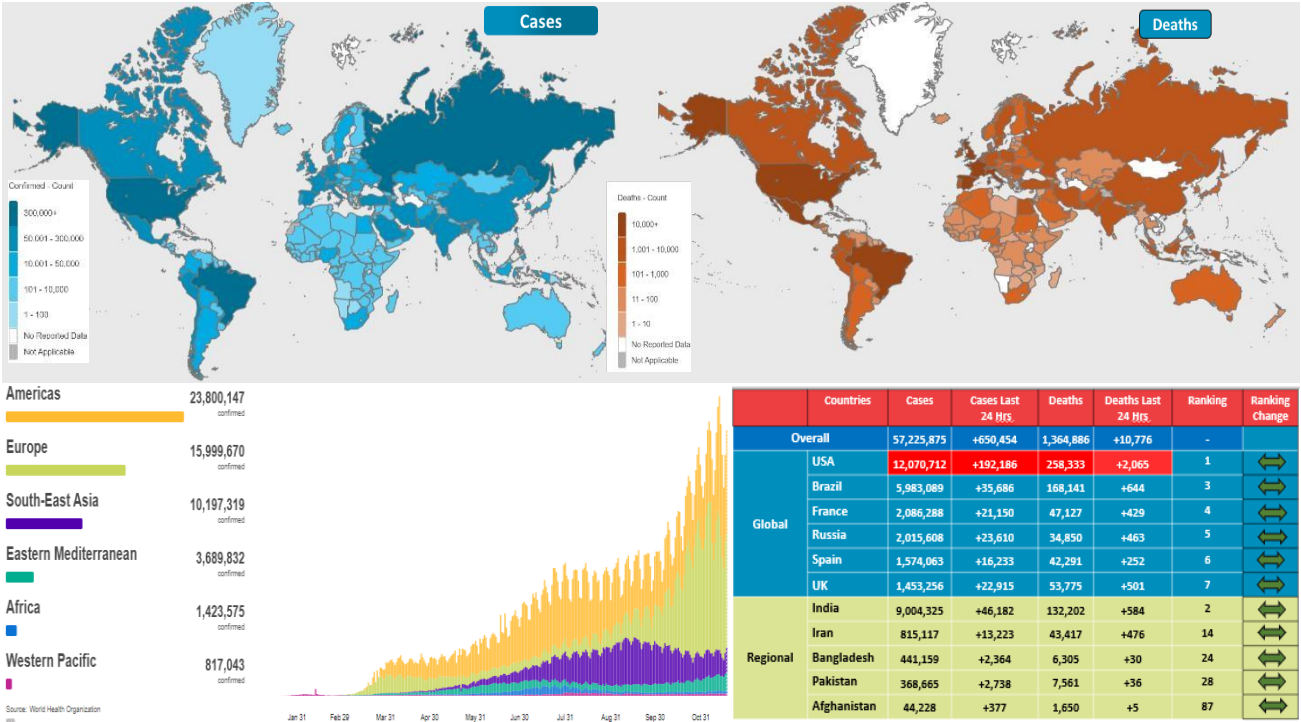 Cases
Deaths
Confirmed - Count
300,000+
50,001 - 300,000
10,001 - 50,000
101 - 10,000
1 - 100
No Reported Data
Not Applicable
Deaths - Count
10,000+
1,001 - 10,000
101 - 1,000
11 - 100
1 - 10
No Reported Data
Not Applicable
Americas 23,800,147
confirmed
Europe 15,999,670
confirmed
South-East Asia 10,197,319
confirmed
Eastern Mediterranean 3,689,832
confirmed
Africa 1,423,575
confirmed
Western Pacific 817,043
confirmed
Source: World Health Organization
Jan 31 Feb 29 Mar 31 Apr 30 May 31 Jun 30 Jul 31 Aug 31 Sep 30 Oct 31
Countries Cases Cases Last 24 Hrs Deaths Deaths Last 24 Hrs Ranking Ranking Change
Overall 57,225,875 +650,454 1,364,886 +10,776 -
Global
USA 12,070,712 +192,186 258,333 +2,065 1
Brazil 5,983,089 +35,686 168,141 +644 3
France 2,086,288 +21,150 47,127 +429 4
Russia 2,015,608 +23,610 34,850 +463 5
Spain 1,574,063 +16,233 42,291 +252 6
UK 1,453,256 +22,915 53,775 +501 7
Regional
India 9,004,325 +46,182 132,202 +584 2
Iran 815,117 +13,223 43,417 +476 14
Bangladesh 441,159 +2,364 6,305 +30 24
Pakistan 368,665 +2,738 7,561 +36 28
Afghanistan 44,228 +377 1,650 +5 87